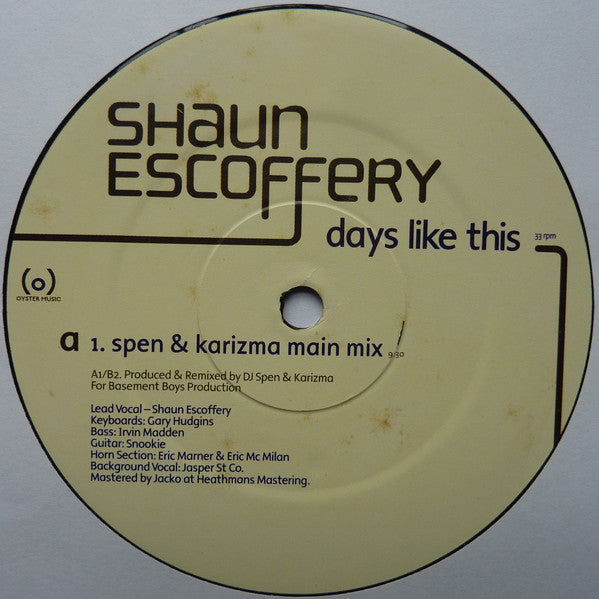 SHaun
ESCOFFERY
days like this 33 rpm
(o)
OYSTER MUSIC
a 1. spen & karizma main mix 9:30
A1/B2. Produced & Remixed by DJ Spen & Karizma
For Basement Boys Production
Lead Vocal – Shaun Escoffery
Keyboards: Gary Hudgins
Bass: Irvin Madden
Guitar: Snookie
Horn Section: Eric Marner & Eric Mc Milan
Background Vocal: Jasper St Co.
Mastered by Jacko at Heathmans Mastering.